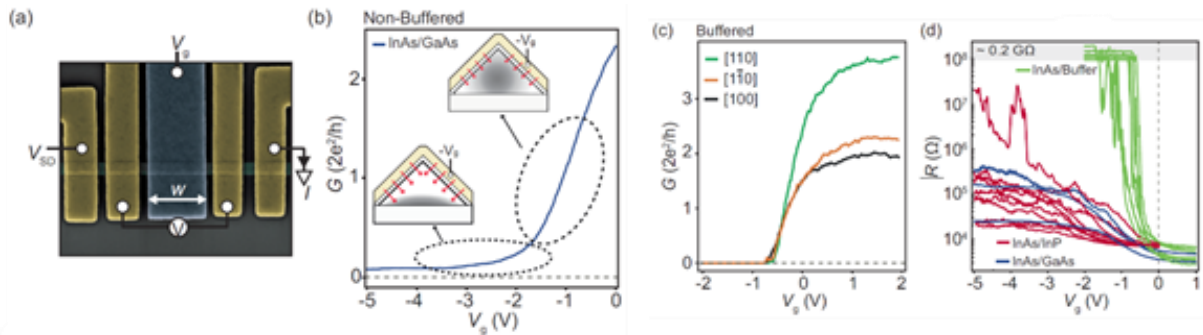 (a)
V_g
V_SD
w
V
I
(b)
Non-Buffered
InAs/GaAs
-V_g
-V_g
G (2e²/h)
2
1
0
-5 -4 -3 -2 -1 0
V_g (V)
(c)
Buffered
[110]
[11̄0]
[100]
G (2e²/h)
3
2
1
0
-2 -1 0 1 2
V_g (V)
(d)
~ 0.2 GΩ
InAs/Buffer
InAs/InP
InAs/GaAs
|R (Ω)
10⁸
10⁷
10⁶
10⁵
10⁴
-5 -4 -3 -2 -1 0 1
V_g (V)